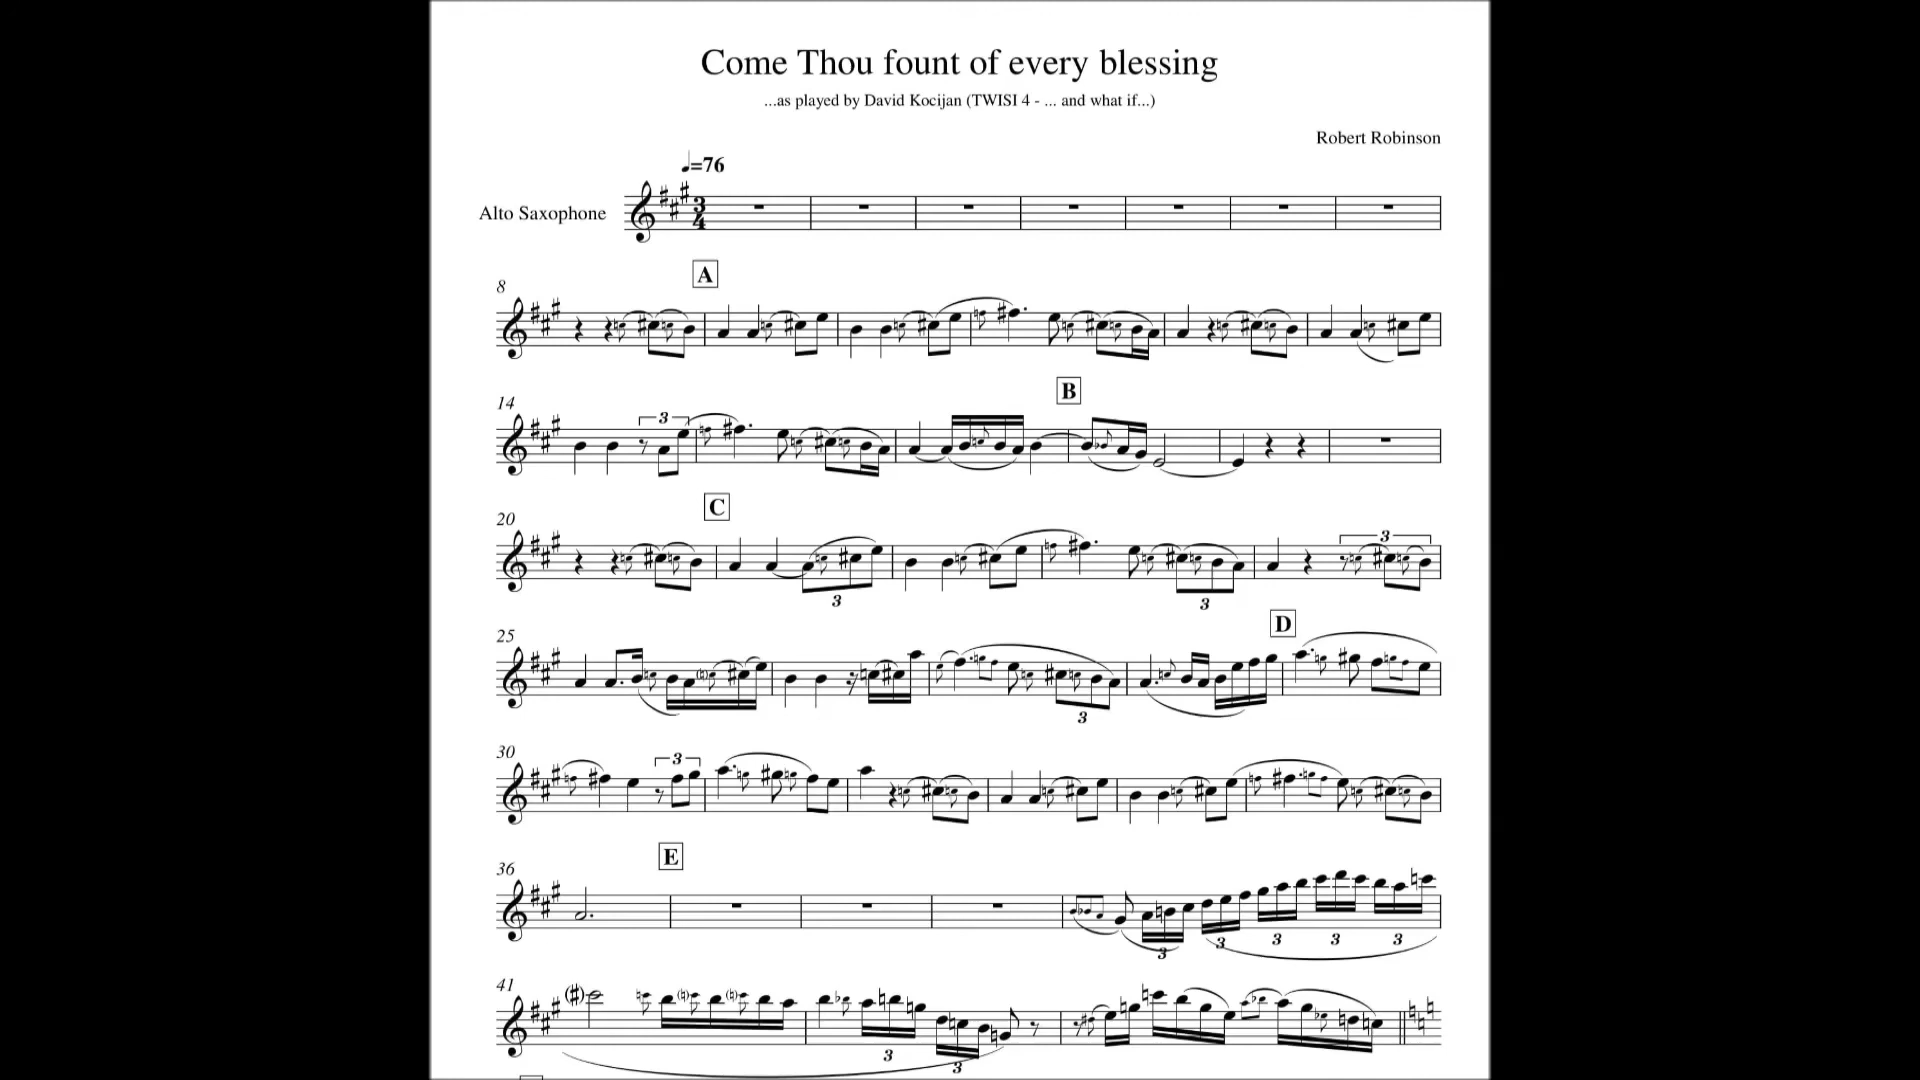 Come Thou fount of every blessing
...as played by David Kocijan (TWISI 4 - ... and what if...)
Robert Robinson
♩=76
Alto Saxophone
3
4
8
A
14
3
B
20
C
3
3
3
25
3
D
30
3
36
E
3
3
3
3
3
41
3
3